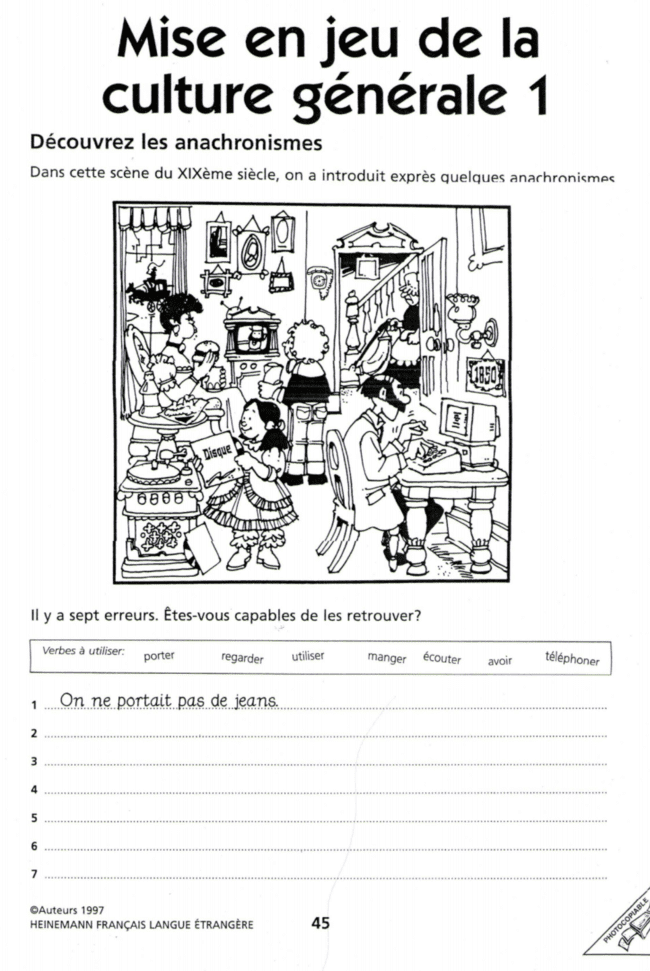 Mise en jeu de la
culture générale 1
Découvrez les anachronismes
Dans cette scène du XIXème siècle, on a introduit exprès quelques anachronismes
1850
Disque
Il y a sept erreurs. Êtes-vous capables de les retrouver?
Verbes à utiliser: porter regarder utiliser manger écouter avoir téléphoner
1 On ne portait pas de jeans.
2
3
4
5
6
7
©Auteurs 1997
HEINEMANN FRANÇAIS LANGUE ÉTRANGÈRE 45
PHOTOCOPIABLE